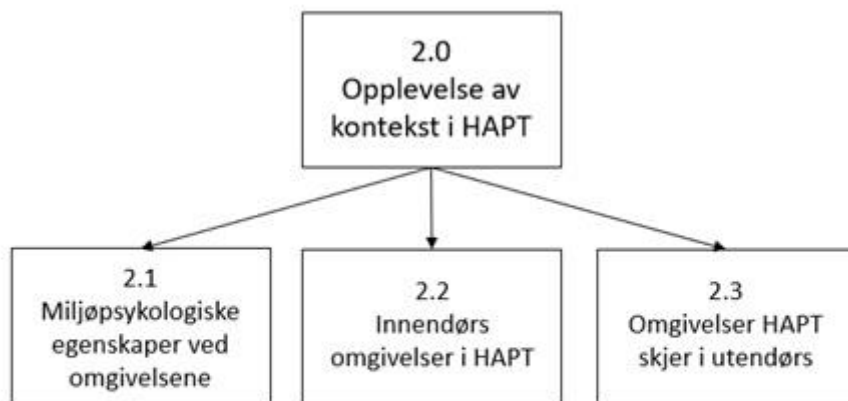 2.0
Opplevelse av
kontekst i HAPT
2.1
Miljøpsykologiske
egenskaper ved
omgivelsene
2.2
Innendørs
omgivelser i HAPT
2.3
Omgivelser HAPT
skjer i utendørs